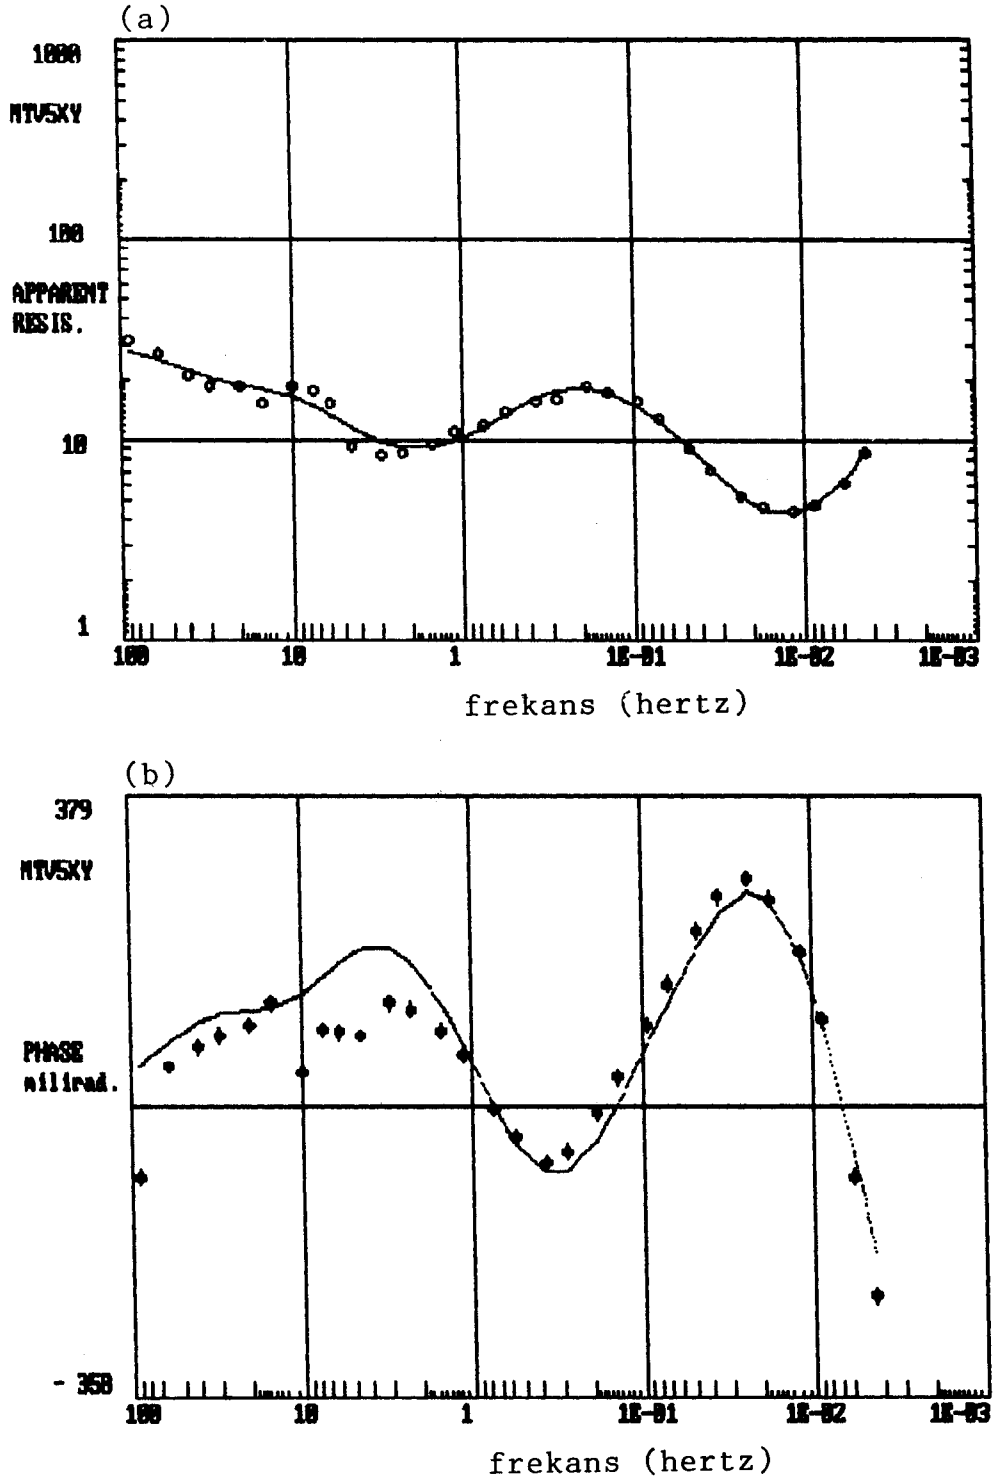 (a)
1000
MTV5XY
100
APPARENT
RESIS.
10
1
100 10 1 1E-01 1E-02 1E-03
frekans (hertz)
(b)
379
MTV5XY
PHASE
milirad.
- 358
100 10 1 1E-01 1E-02 1E-03
frekans (hertz)